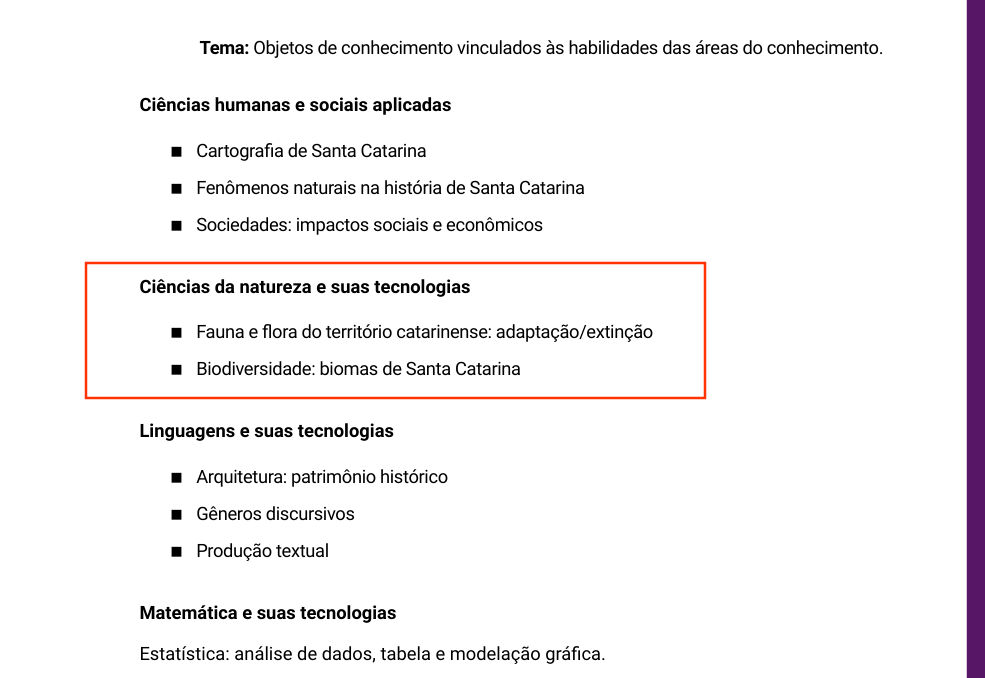 Tema: Objetos de conhecimento vinculados às habilidades das áreas do conhecimento.
Ciências humanas e sociais aplicadas
■ Cartografia de Santa Catarina
■ Fenômenos naturais na história de Santa Catarina
■ Sociedades: impactos sociais e econômicos
Ciências da natureza e suas tecnologias
■ Fauna e flora do território catarinense: adaptação/extinção
■ Biodiversidade: biomas de Santa Catarina
Linguagens e suas tecnologias
■ Arquitetura: patrimônio histórico
■ Gêneros discursivos
■ Produção textual
Matemática e suas tecnologias
Estatística: análise de dados, tabela e modelação gráfica.